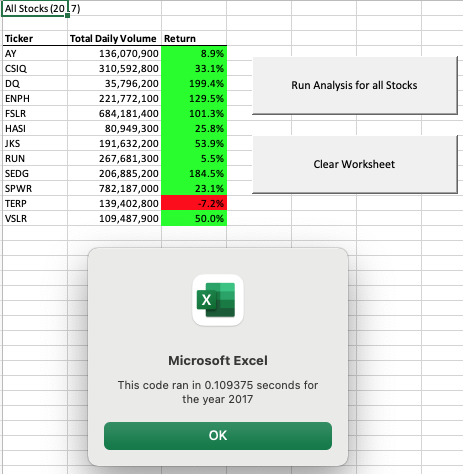 All Stocks (2017)
Ticker Total Daily Volume Return
AY 136,070,900 8.9%
CSIQ 310,592,800 33.1%
DQ 35,796,200 199.4%
ENPH 221,772,100 129.5%
FSLR 684,181,400 101.3%
HASI 80,949,300 25.8%
JKS 191,632,200 53.9%
RUN 267,681,300 5.5%
SEDG 206,885,200 184.5%
SPWR 782,187,000 23.1%
TERP 139,402,800 -7.2%
VSLR 109,487,900 50.0%
Run Analysis for all Stocks
Clear Worksheet
X
Microsoft Excel
This code ran in 0.109375 seconds for
the year 2017
OK